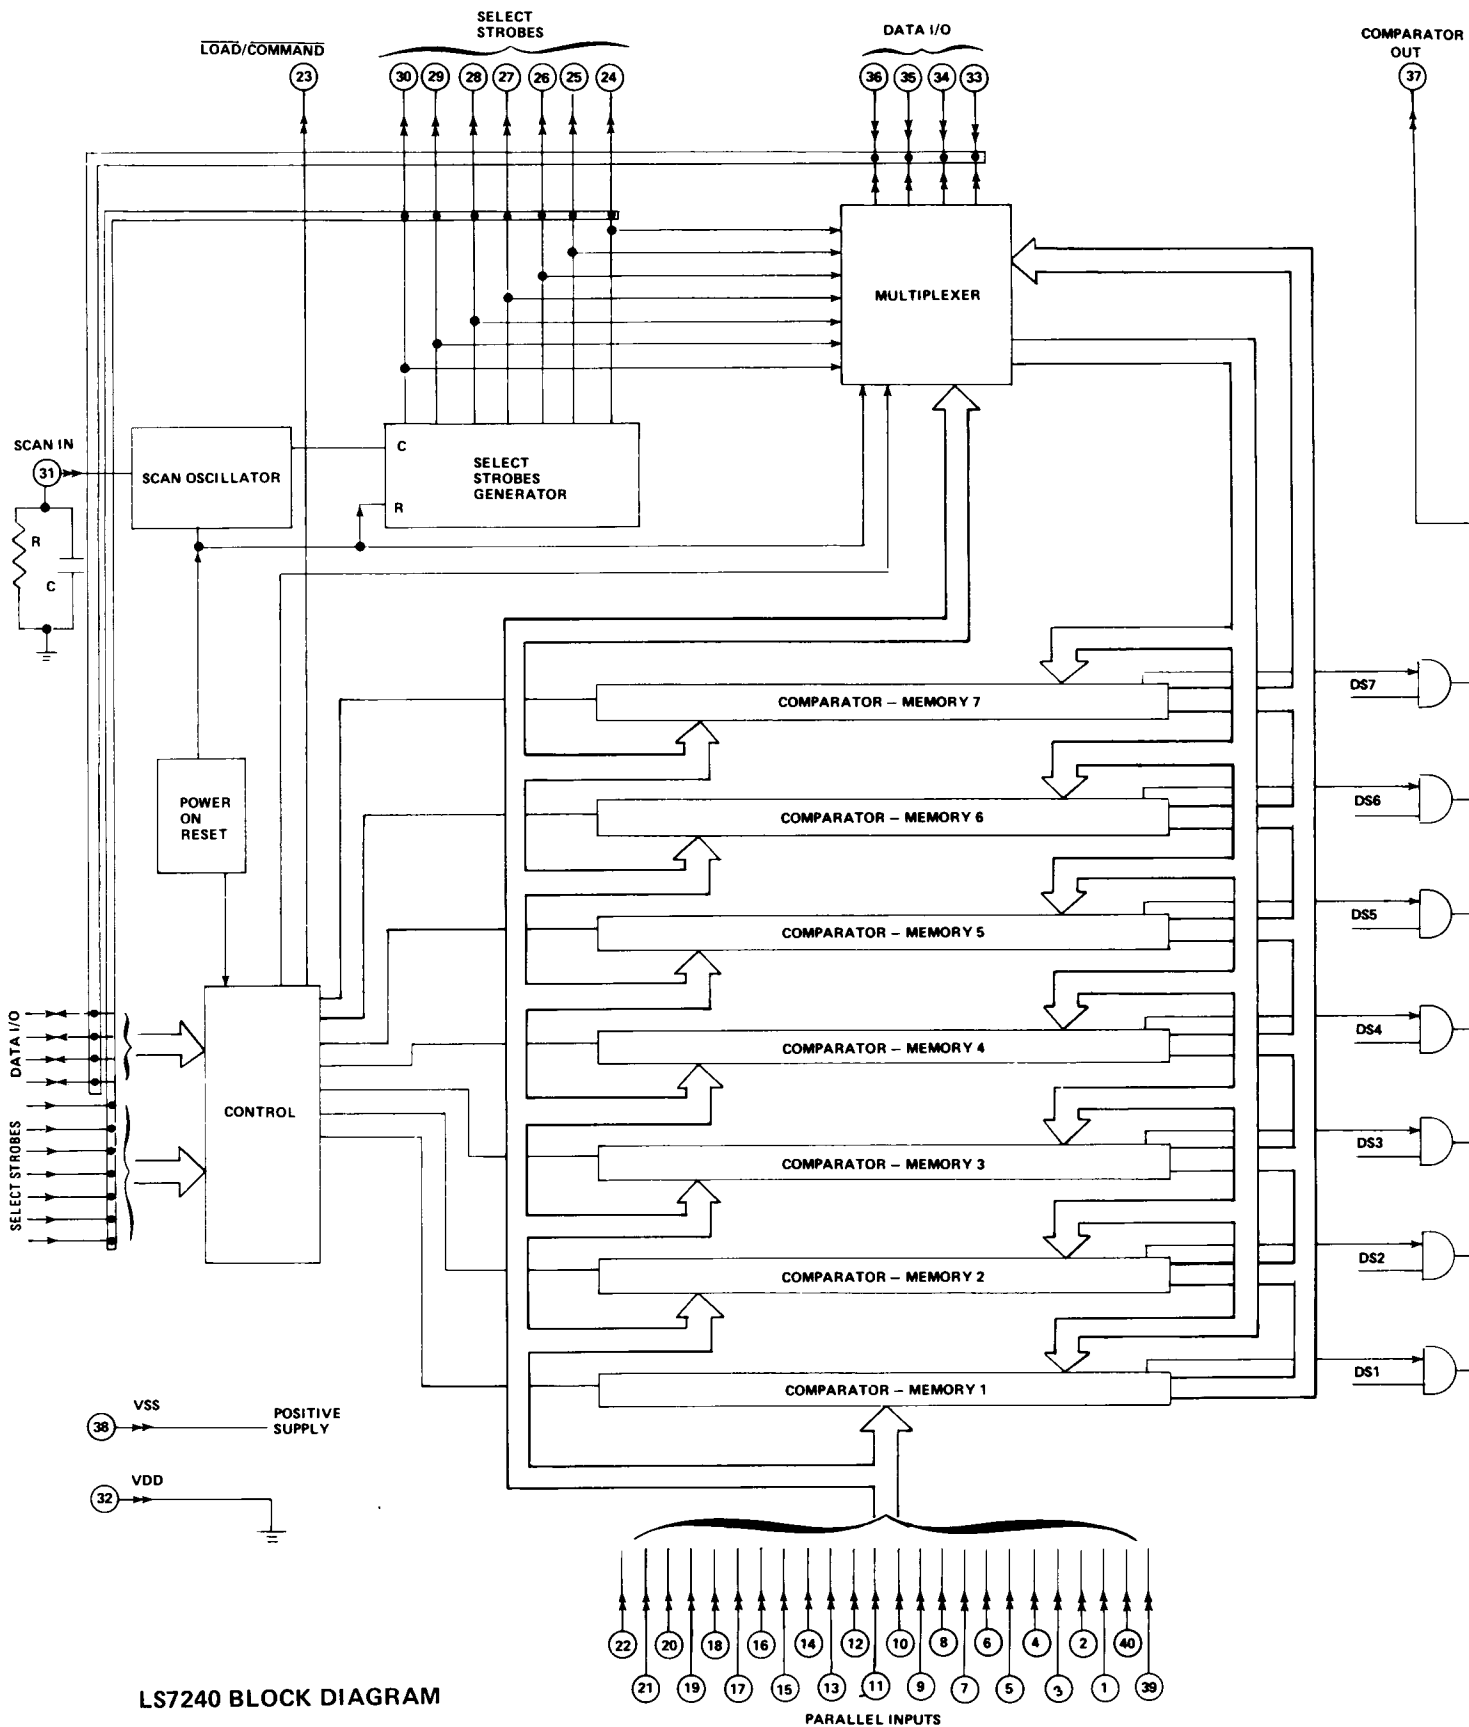 SELECT
STROBES
DATA I/O
COMPARATOR
OUT
LOAD/COMMAND
23
30
29
28
27
26
25
24
36
35
34
33
37
MULTIPLEXER
SCAN IN
31
SCAN OSCILLATOR
C
SELECT
STROBES
GENERATOR
R
R
C
COMPARATOR – MEMORY 7
DS7
POWER
ON
RESET
COMPARATOR – MEMORY 6
DS6
COMPARATOR – MEMORY 5
DS5
DATA I/O
COMPARATOR – MEMORY 4
DS4
CONTROL
SELECT STROBES
COMPARATOR – MEMORY 3
DS3
COMPARATOR – MEMORY 2
DS2
COMPARATOR – MEMORY 1
DS1
38
VSS
POSITIVE
SUPPLY
32
VDD
22
20
18
16
14
12
10
8
6
4
2
40
21
19
17
15
13
11
9
7
5
3
1
39
PARALLEL INPUTS
LS7240 BLOCK DIAGRAM